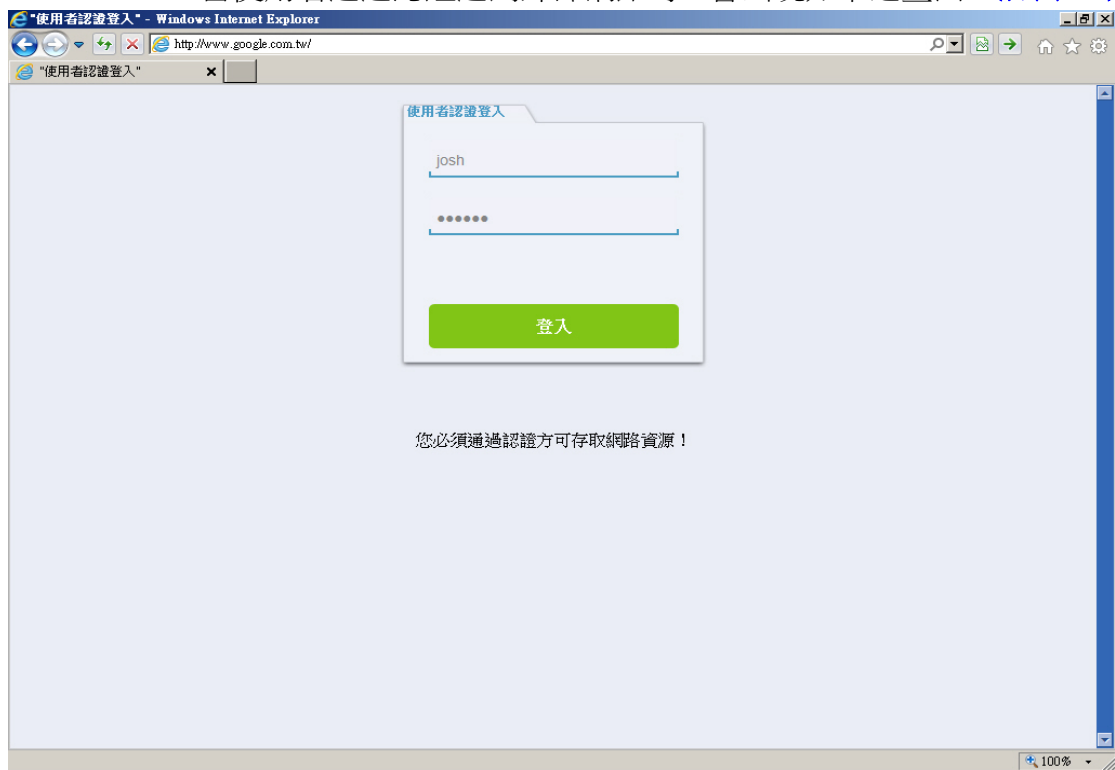 "使用者認證登入" - Windows Internet Explorer
http://www.google.com.tw/
"使用者認證登入"
使用者認證登入
josh
••••••
登入
您必須通過認證方可存取網路資源！
100%